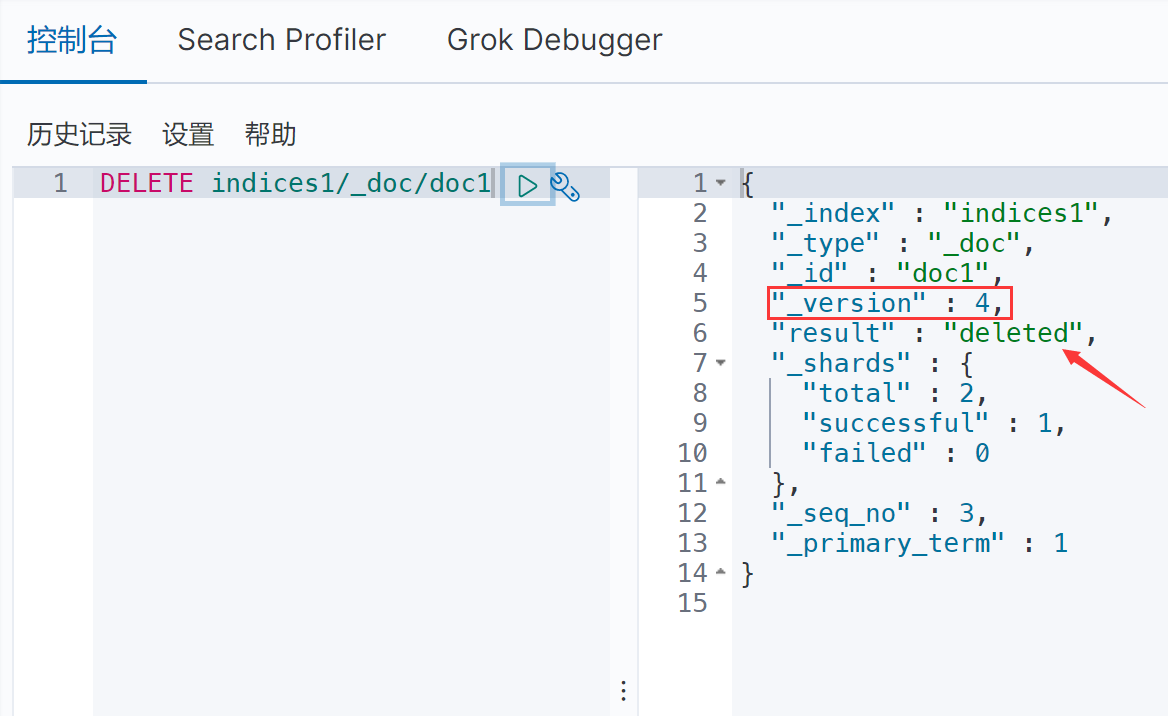 控制台 Search Profiler Grok Debugger
历史记录 设置 帮助
1 DELETE indices1/_doc/doc1
1 {
2 "_index" : "indices1",
3 "_type" : "_doc",
4 "_id" : "doc1",
5 "_version" : 4,
6 "result" : "deleted",
7 "_shards" : {
8 "total" : 2,
9 "successful" : 1,
10 "failed" : 0
11 },
12 "_seq_no" : 3,
13 "_primary_term" : 1
14 }
15